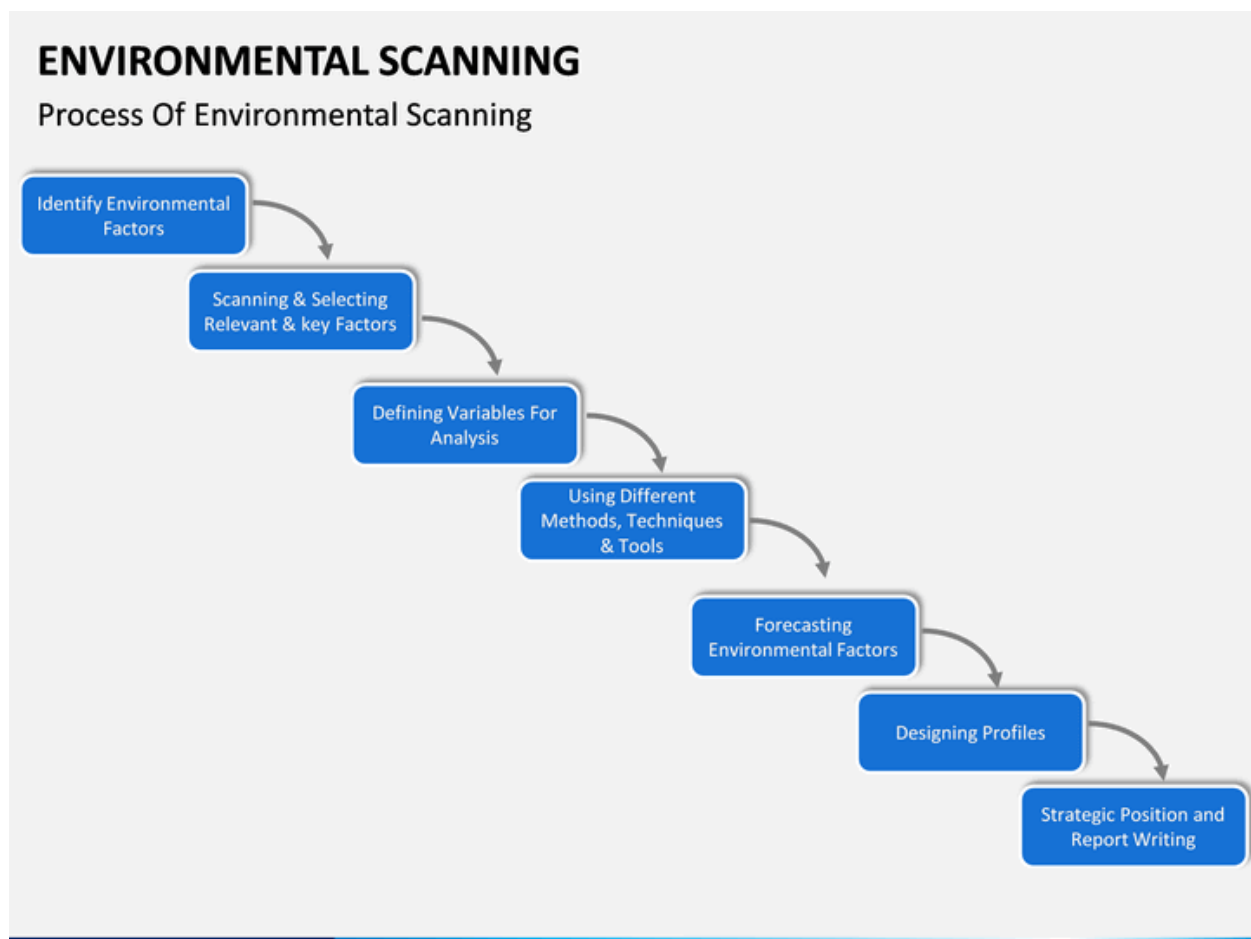 ENVIRONMENTAL SCANNING
Process Of Environmental Scanning
Identify Environmental
Factors
Scanning & Selecting
Relevant & key Factors
Defining Variables For
Analysis
Using Different
Methods, Techniques
& Tools
Forecasting
Environmental Factors
Designing Profiles
Strategic Position and
Report Writing